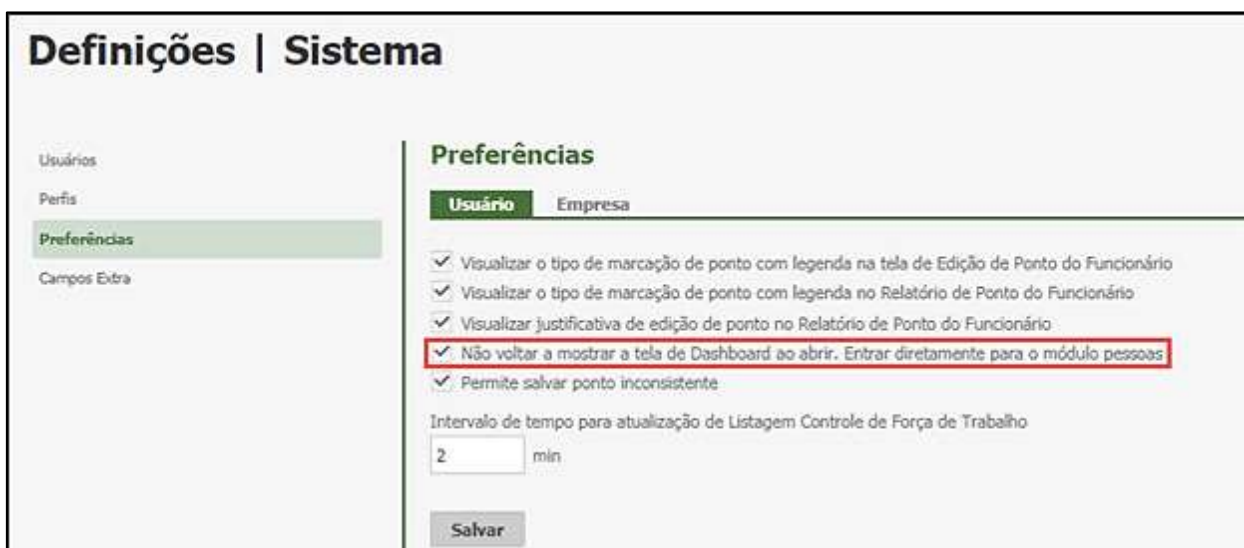 Definições | Sistema
Usuários
Perfis
Preferências
Campos Extra
Preferências
Usuário Empresa
Visualizar o tipo de marcação de ponto com legenda na tela de Edição de Ponto do Funcionário
Visualizar o tipo de marcação de ponto com legenda no Relatório de Ponto do Funcionário
Visualizar justificativa de edição de ponto no Relatório de Ponto do Funcionário
Não voltar a mostrar a tela de Dashboard ao abrir. Entrar diretamente para o módulo pessoas
Permite salvar ponto inconsistente
Intervalo de tempo para atualização de Listagem Controle de Força de Trabalho
2 min
Salvar